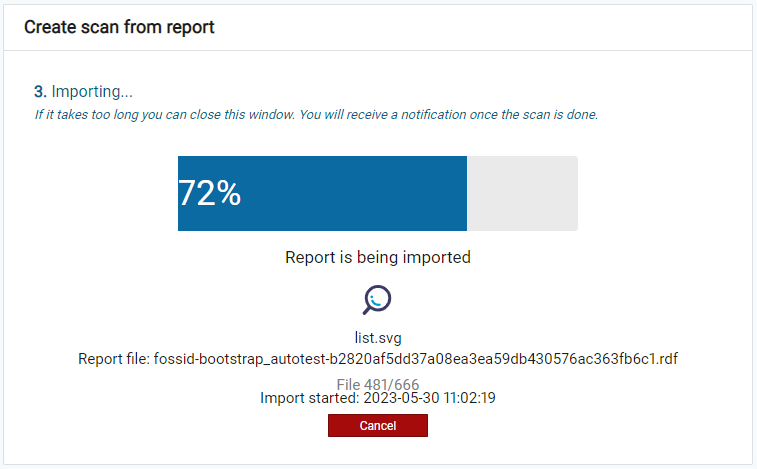 Create scan from report
3. Importing...
If it takes too long you can close this window. You will receive a notification once the scan is done.
72%
Report is being imported
list.svg
Report file: fossid-bootstrap_autotest-b2820af5dd37a08ea3ea59db430576ac363fb6c1.rdf
File 481/666
Import started: 2023-05-30 11:02:19
Cancel